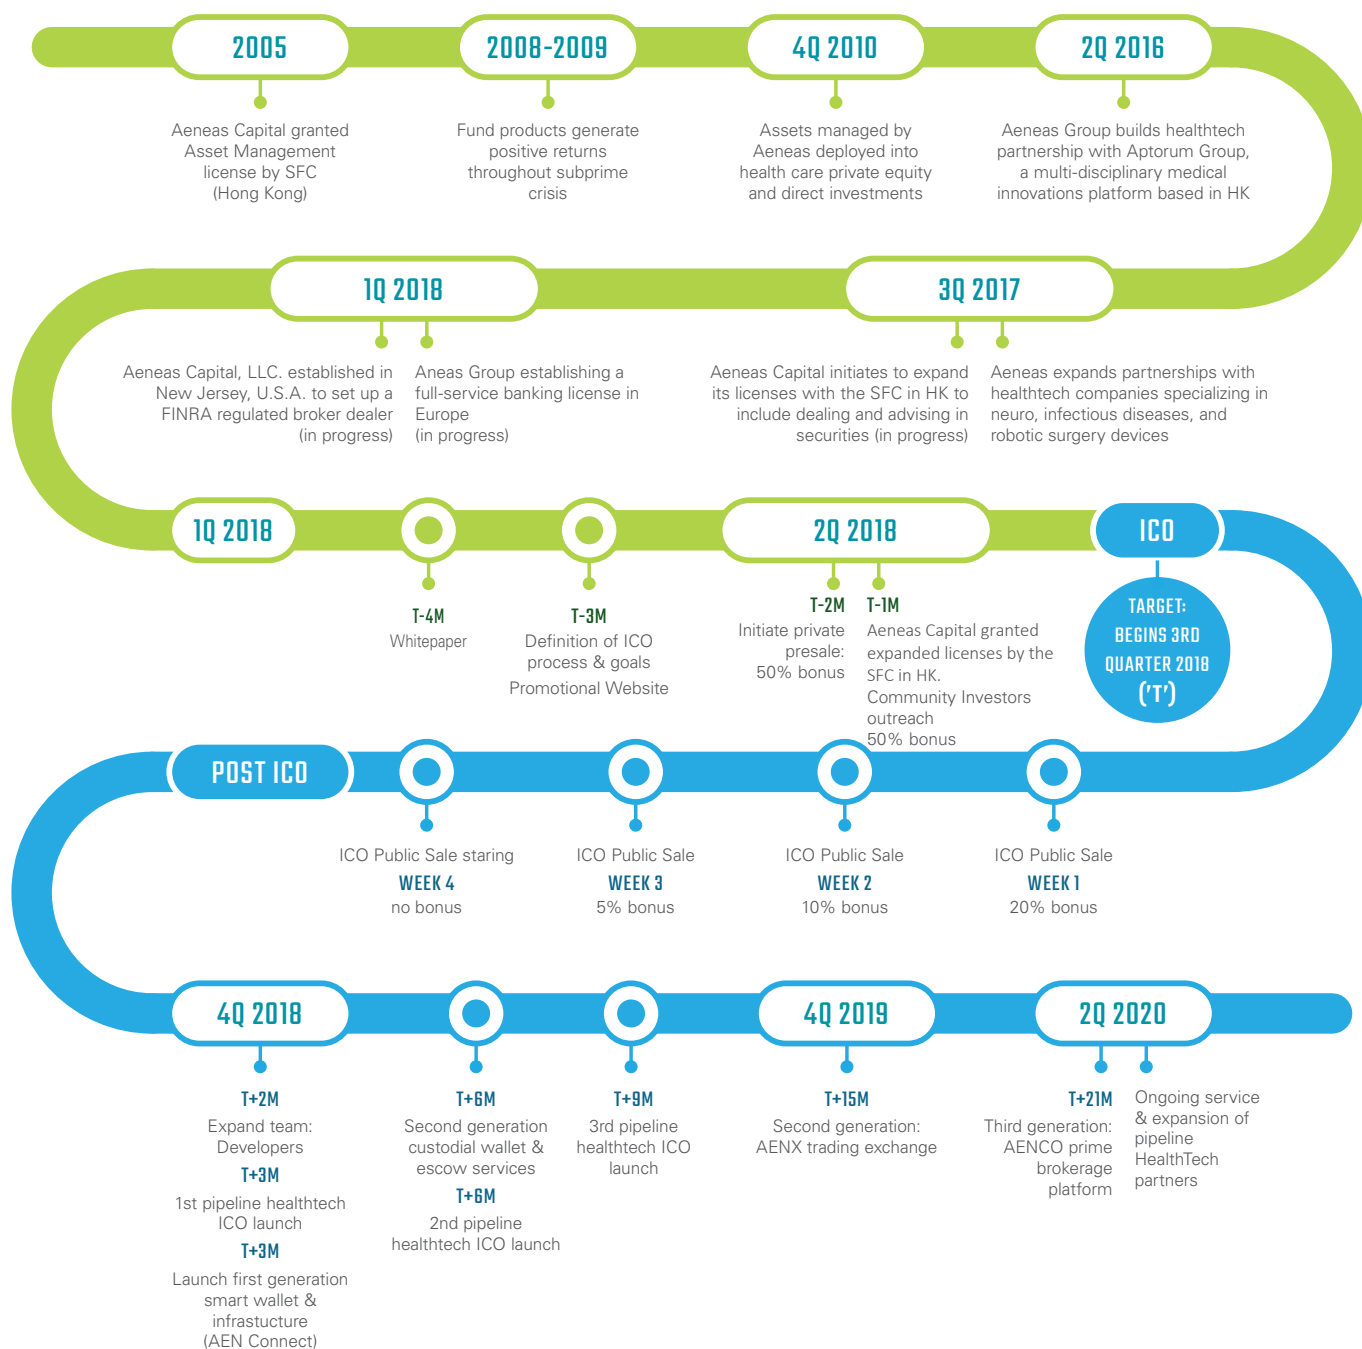 2005
Aeneas Capital granted
Asset Management
license by SFC
(Hong Kong)
2008-2009
Fund products generate
positive returns
throughout subprime
crisis
4Q 2010
Assets managed by
Aeneas deployed into
health care private equity
and direct investments
2Q 2016
Aeneas Group builds healthtech
partnership with Aptorum Group,
a multi-disciplinary medical
innovations platform based in HK
1Q 2018
Aeneas Capital, LLC. established in
New Jersey, U.S.A. to set up a
FINRA regulated broker dealer
(in progress)
Aneas Group establishing a
full-service banking license in
Europe
(in progress)
3Q 2017
Aeneas Capital initiates to expand
its licenses with the SFC in HK to
include dealing and advising in
securities (in progress)
Aeneas expands partnerships with
healthtech companies specializing in
neuro, infectious diseases, and
robotic surgery devices
1Q 2018
T-4M
Whitepaper
T-3M
Definition of ICO
process & goals
Promotional Website
2Q 2018
T-2M
Initiate private
presale:
50% bonus
T-1M
Aeneas Capital granted
expanded licenses by the
SFC in HK.
Community Investors
outreach
50% bonus
ICO
TARGET:
BEGINS 3RD
QUARTER 2018
('T')
POST ICO
ICO Public Sale staring
WEEK 4
no bonus
ICO Public Sale
WEEK 3
5% bonus
ICO Public Sale
WEEK 2
10% bonus
ICO Public Sale
WEEK 1
20% bonus
4Q 2018
T+2M
Expand team:
Developers
T+3M
1st pipeline healthtech
ICO launch
T+3M
Launch first generation
smart wallet &
infrastucture
(AEN Connect)
T+6M
Second generation
custodial wallet &
escow services
T+6M
2nd pipeline
healthtech ICO launch
T+9M
3rd pipeline
healthtech ICO
launch
4Q 2019
T+15M
Second generation:
AENX trading exchange
2Q 2020
T+21M
Third generation:
AENCO prime
brokerage
platform
Ongoing service
& expansion of
pipeline
HealthTech
partners